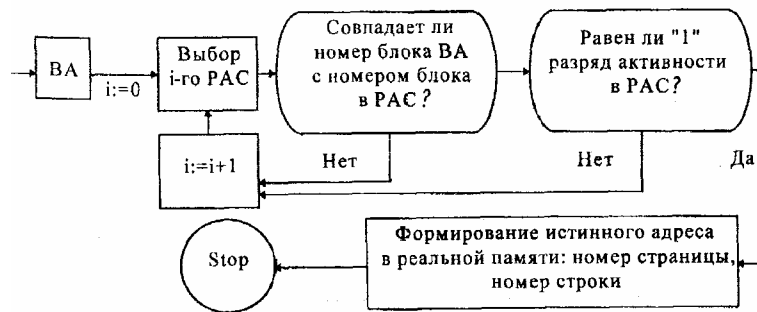 ВА
i:=0
Выбор
i-го РАС
Совпадает ли
номер блока ВА
с номером блока
в РАС?
Равен ли "1"
разряд активности
в РАС?
i:=i+1
Нет
Нет
Да
Stop
Формирование истинного адреса
в реальной памяти: номер страницы,
номер строки